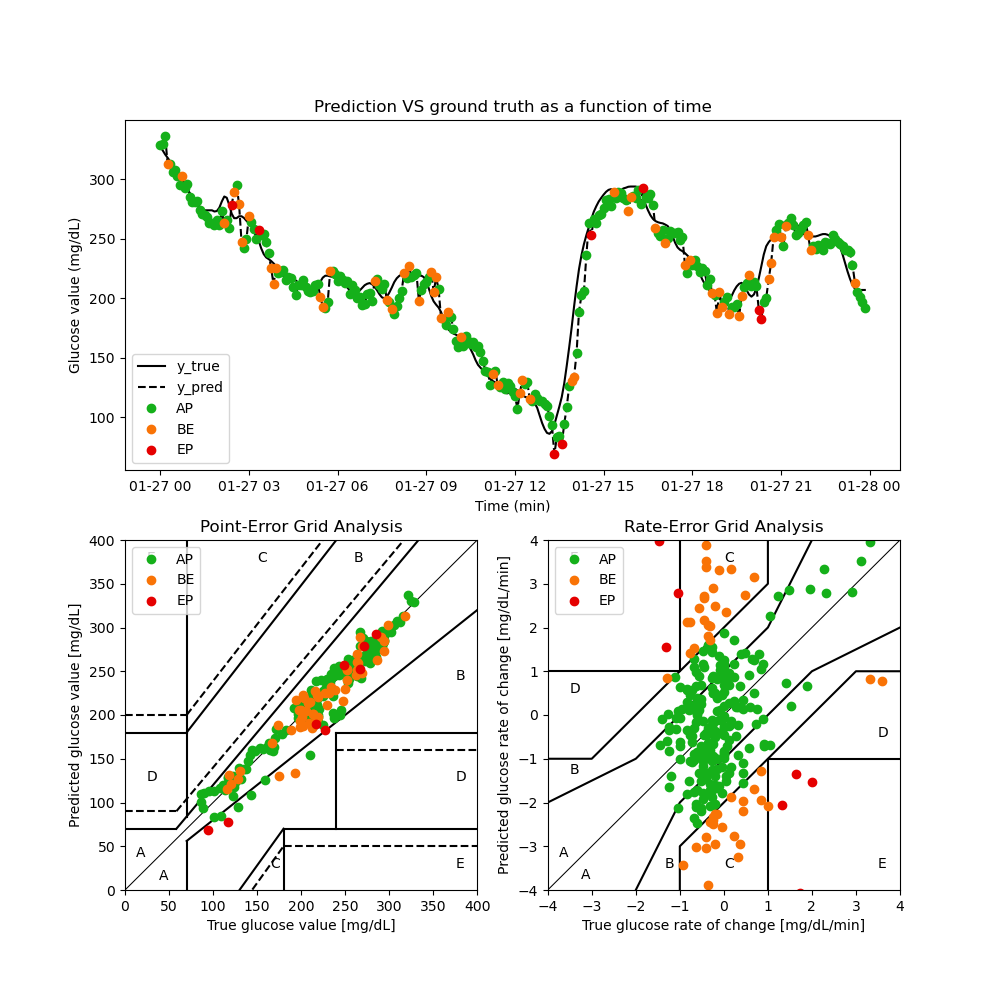 Prediction VS ground truth as a function of time
Glucose value (mg/dL)
300
250
200
150
100
y_true
y_pred
AP
BE
EP
01-27 00 01-27 03 01-27 06 01-27 09 01-27 12 01-27 15 01-27 18 01-27 21 01-28 00
Time (min)
Point-Error Grid Analysis
Predicted glucose value [mg/dL]
400
350
300
250
200
150
100
50
0
AP
BE
EP
C
B
B
D
D
A
A
C
E
0 50 100 150 200 250 300 350 400
True glucose value [mg/dL]
Rate-Error Grid Analysis
Predicted glucose rate of change [mg/dL/min]
4
3
2
1
0
−1
−2
−3
−4
AP
BE
EP
C
D
D
B
A
A
B
C
E
−4 −3 −2 −1 0 1 2 3 4
True glucose rate of change [mg/dL/min]